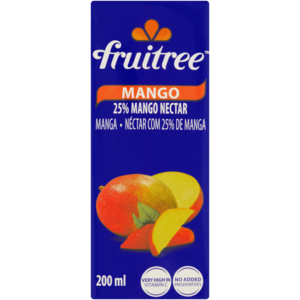 fruitree™
MANGO
25% MANGO NECTAR
MANGA • NÉCTAR COM 25% DE MANGA
200 ml
VERY HIGH IN
VITAMIN C
NO ADDED
PRESERVATIVES